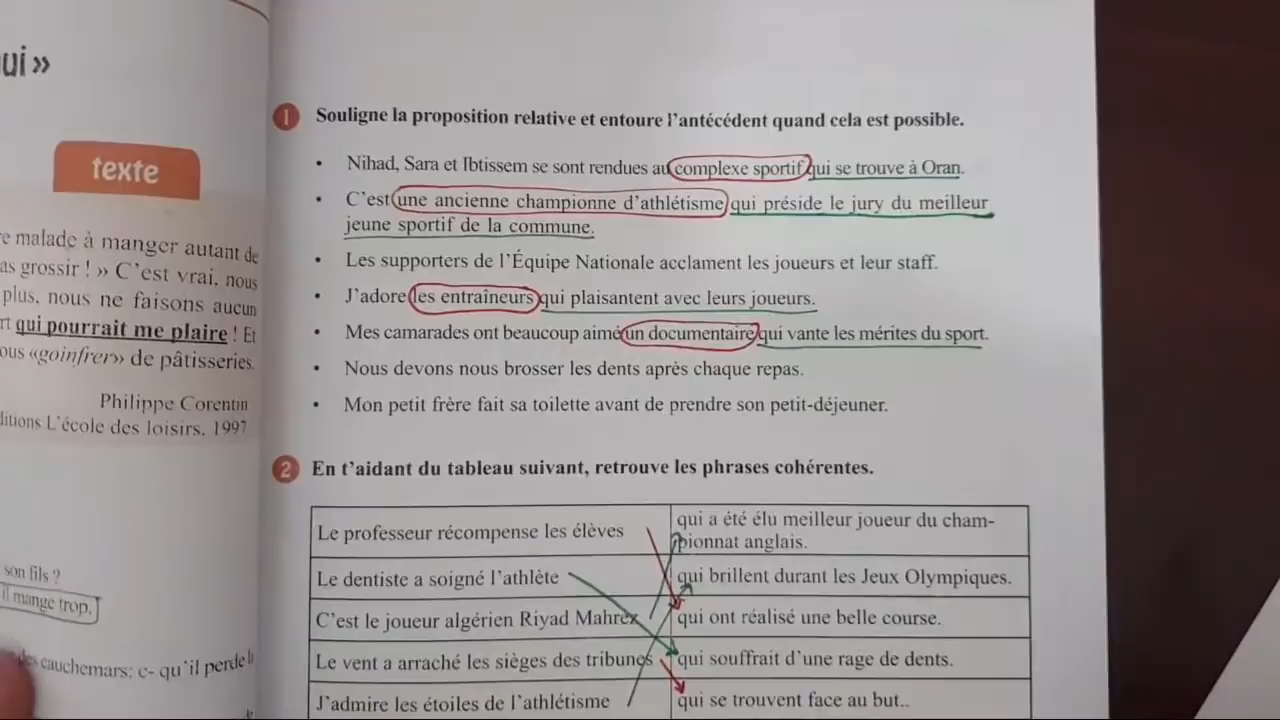 ui »
texte
e malade à manger autant de
as grossir ! » C'est vrai, nous
plus, nous ne faisons aucun
rt qui pourrait me plaire ! Et
ous «goinfrer» de pâtisseries.
Philippe Corentin
ditions L'école des loisirs. 1997
son fils ?
il mange trop.
des cauchemars: c- qu'il perde l
1 Souligne la proposition relative et entoure l'antécédent quand cela est possible.
• Nihad, Sara et Ibtissem se sont rendues au complexe sportif qui se trouve à Oran.
• C'est une ancienne championne d'athlétisme qui préside le jury du meilleur
jeune sportif de la commune.
• Les supporters de l'Équipe Nationale acclament les joueurs et leur staff.
• J'adore les entraîneurs qui plaisantent avec leurs joueurs.
• Mes camarades ont beaucoup aimé un documentaire qui vante les mérites du sport.
• Nous devons nous brosser les dents après chaque repas.
• Mon petit frère fait sa toilette avant de prendre son petit-déjeuner.
2 En t'aidant du tableau suivant, retrouve les phrases cohérentes.
Le professeur récompense les élèves
qui a été élu meilleur joueur du cham-
pionnat anglais.
Le dentiste a soigné l'athlète
qui brillent durant les Jeux Olympiques.
C'est le joueur algérien Riyad Mahrez
qui ont réalisé une belle course.
Le vent a arraché les sièges des tribunes
qui souffrait d'une rage de dents.
J'admire les étoiles de l'athlétisme
qui se trouvent face au but..